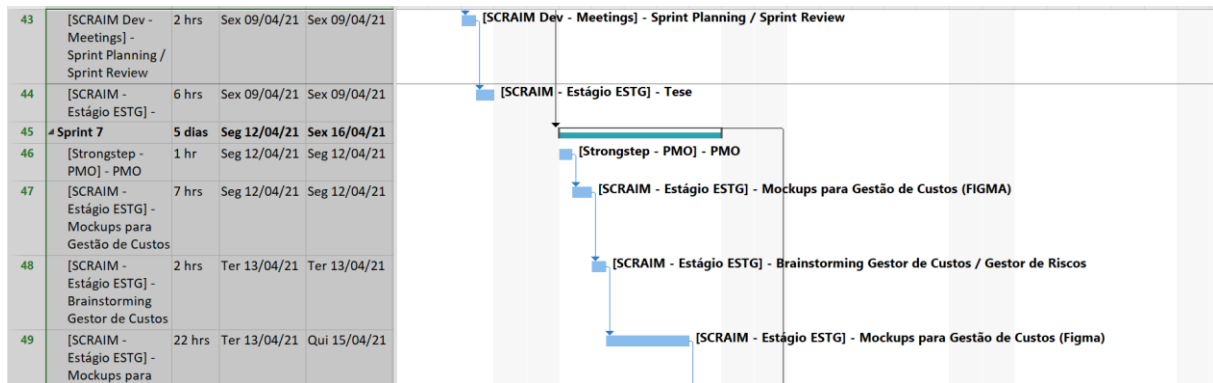 43 [SCRAIM Dev - 2 hrs Sex 09/04/21 Sex 09/04/21 [SCRAIM Dev - Meetings] - Sprint Planning / Sprint Review
Meetings] -
Sprint Planning /
Sprint Review
44 [SCRAIM - 6 hrs Sex 09/04/21 Sex 09/04/21 [SCRAIM - Estágio ESTG] - Tese
Estágio ESTG] -
45 Sprint 7 5 dias Seg 12/04/21 Sex 16/04/21
46 [Strongstep - 1 hr Seg 12/04/21 Seg 12/04/21 [Strongstep - PMO] - PMO
PMO] - PMO
47 [SCRAIM - 7 hrs Seg 12/04/21 Seg 12/04/21 [SCRAIM - Estágio ESTG] - Mockups para Gestão de Custos (FIGMA)
Estágio ESTG] -
Mockups para
Gestão de Custos
48 [SCRAIM - 2 hrs Ter 13/04/21 Ter 13/04/21 [SCRAIM - Estágio ESTG] - Brainstorming Gestor de Custos / Gestor de Riscos
Estágio ESTG] -
Brainstorming
Gestor de Custos
49 [SCRAIM - 22 hrs Ter 13/04/21 Qui 15/04/21 [SCRAIM - Estágio ESTG] - Mockups para Gestão de Custos (Figma)
Estágio ESTG] -
Mockups para